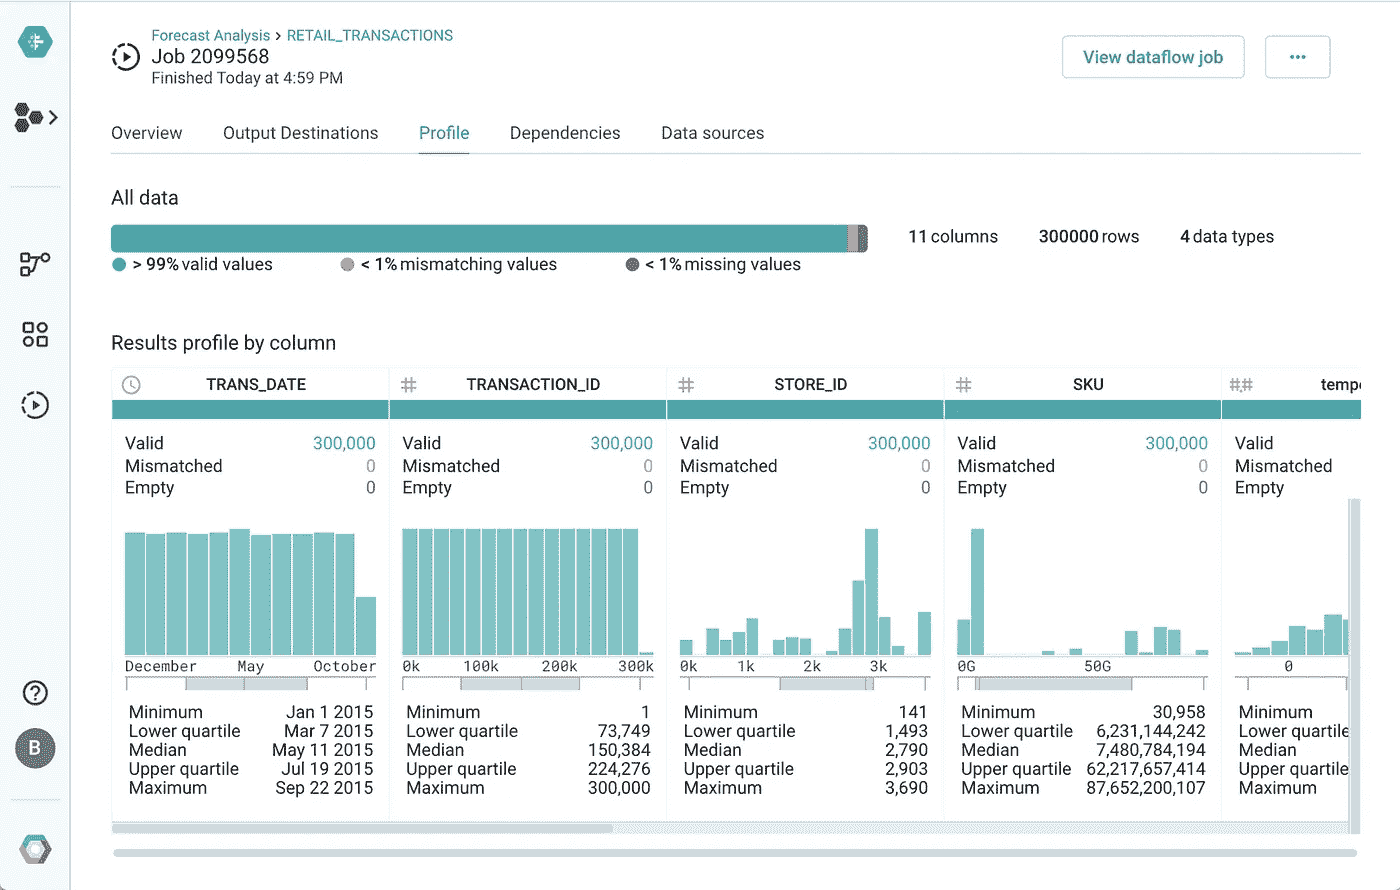 Forecast Analysis > RETAIL_TRANSACTIONS
Job 2099568
Finished Today at 4:59 PM
View dataflow job
...
Overview Output Destinations Profile Dependencies Data sources
All data
11 columns 300000 rows 4 data types
> 99% valid values < 1% mismatching values < 1% missing values
Results profile by column
TRANS_DATE # TRANSACTION_ID # STORE_ID # SKU ##
Valid 300,000 Valid 300,000 Valid 300,000 Valid 300,000 Valid
Mismatched 0 Mismatched 0 Mismatched 0 Mismatched 0 Mismatched
Empty 0 Empty 0 Empty 0 Empty 0 Empty
December May October 0k 100k 200k 300k 0k 1k 2k 3k 0G 50G 0
Minimum Jan 1 2015 Minimum 1 Minimum 141 Minimum 30,958 Minimum
Lower quartile Mar 7 2015 Lower quartile 73,749 Lower quartile 1,493 Lower quartile 6,231,144,242 Lower quartile
Median May 11 2015 Median 150,384 Median 2,790 Median 7,480,784,194 Median
Upper quartile Jul 19 2015 Upper quartile 224,276 Upper quartile 2,903 Upper quartile 62,217,657,414 Upper quartile
Maximum Sep 22 2015 Maximum 300,000 Maximum 3,690 Maximum 87,652,200,107 Maximum
?
B